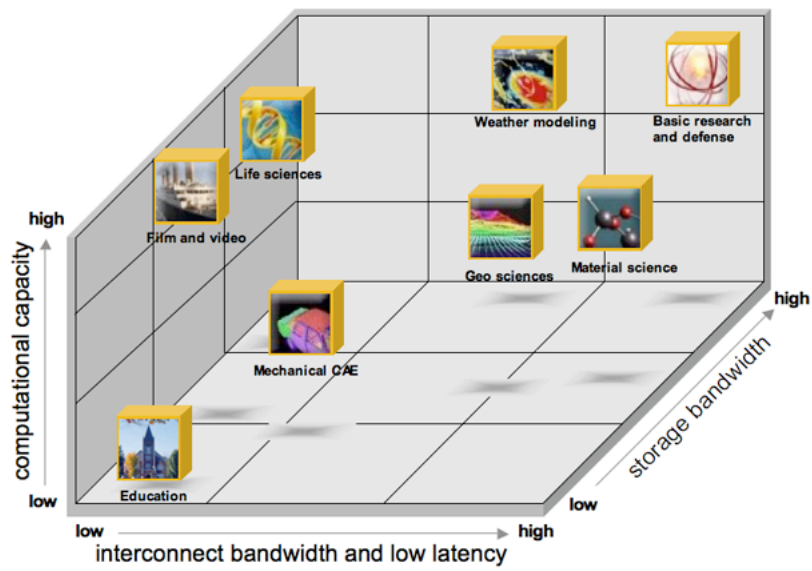 Weather modeling
Basic research
and defense
Life sciences
Film and video
Geo sciences
Material science
Mechanical CAE
Education
high
computational capacity
low
low
high
interconnect bandwidth and low latency
low
storage bandwidth
high